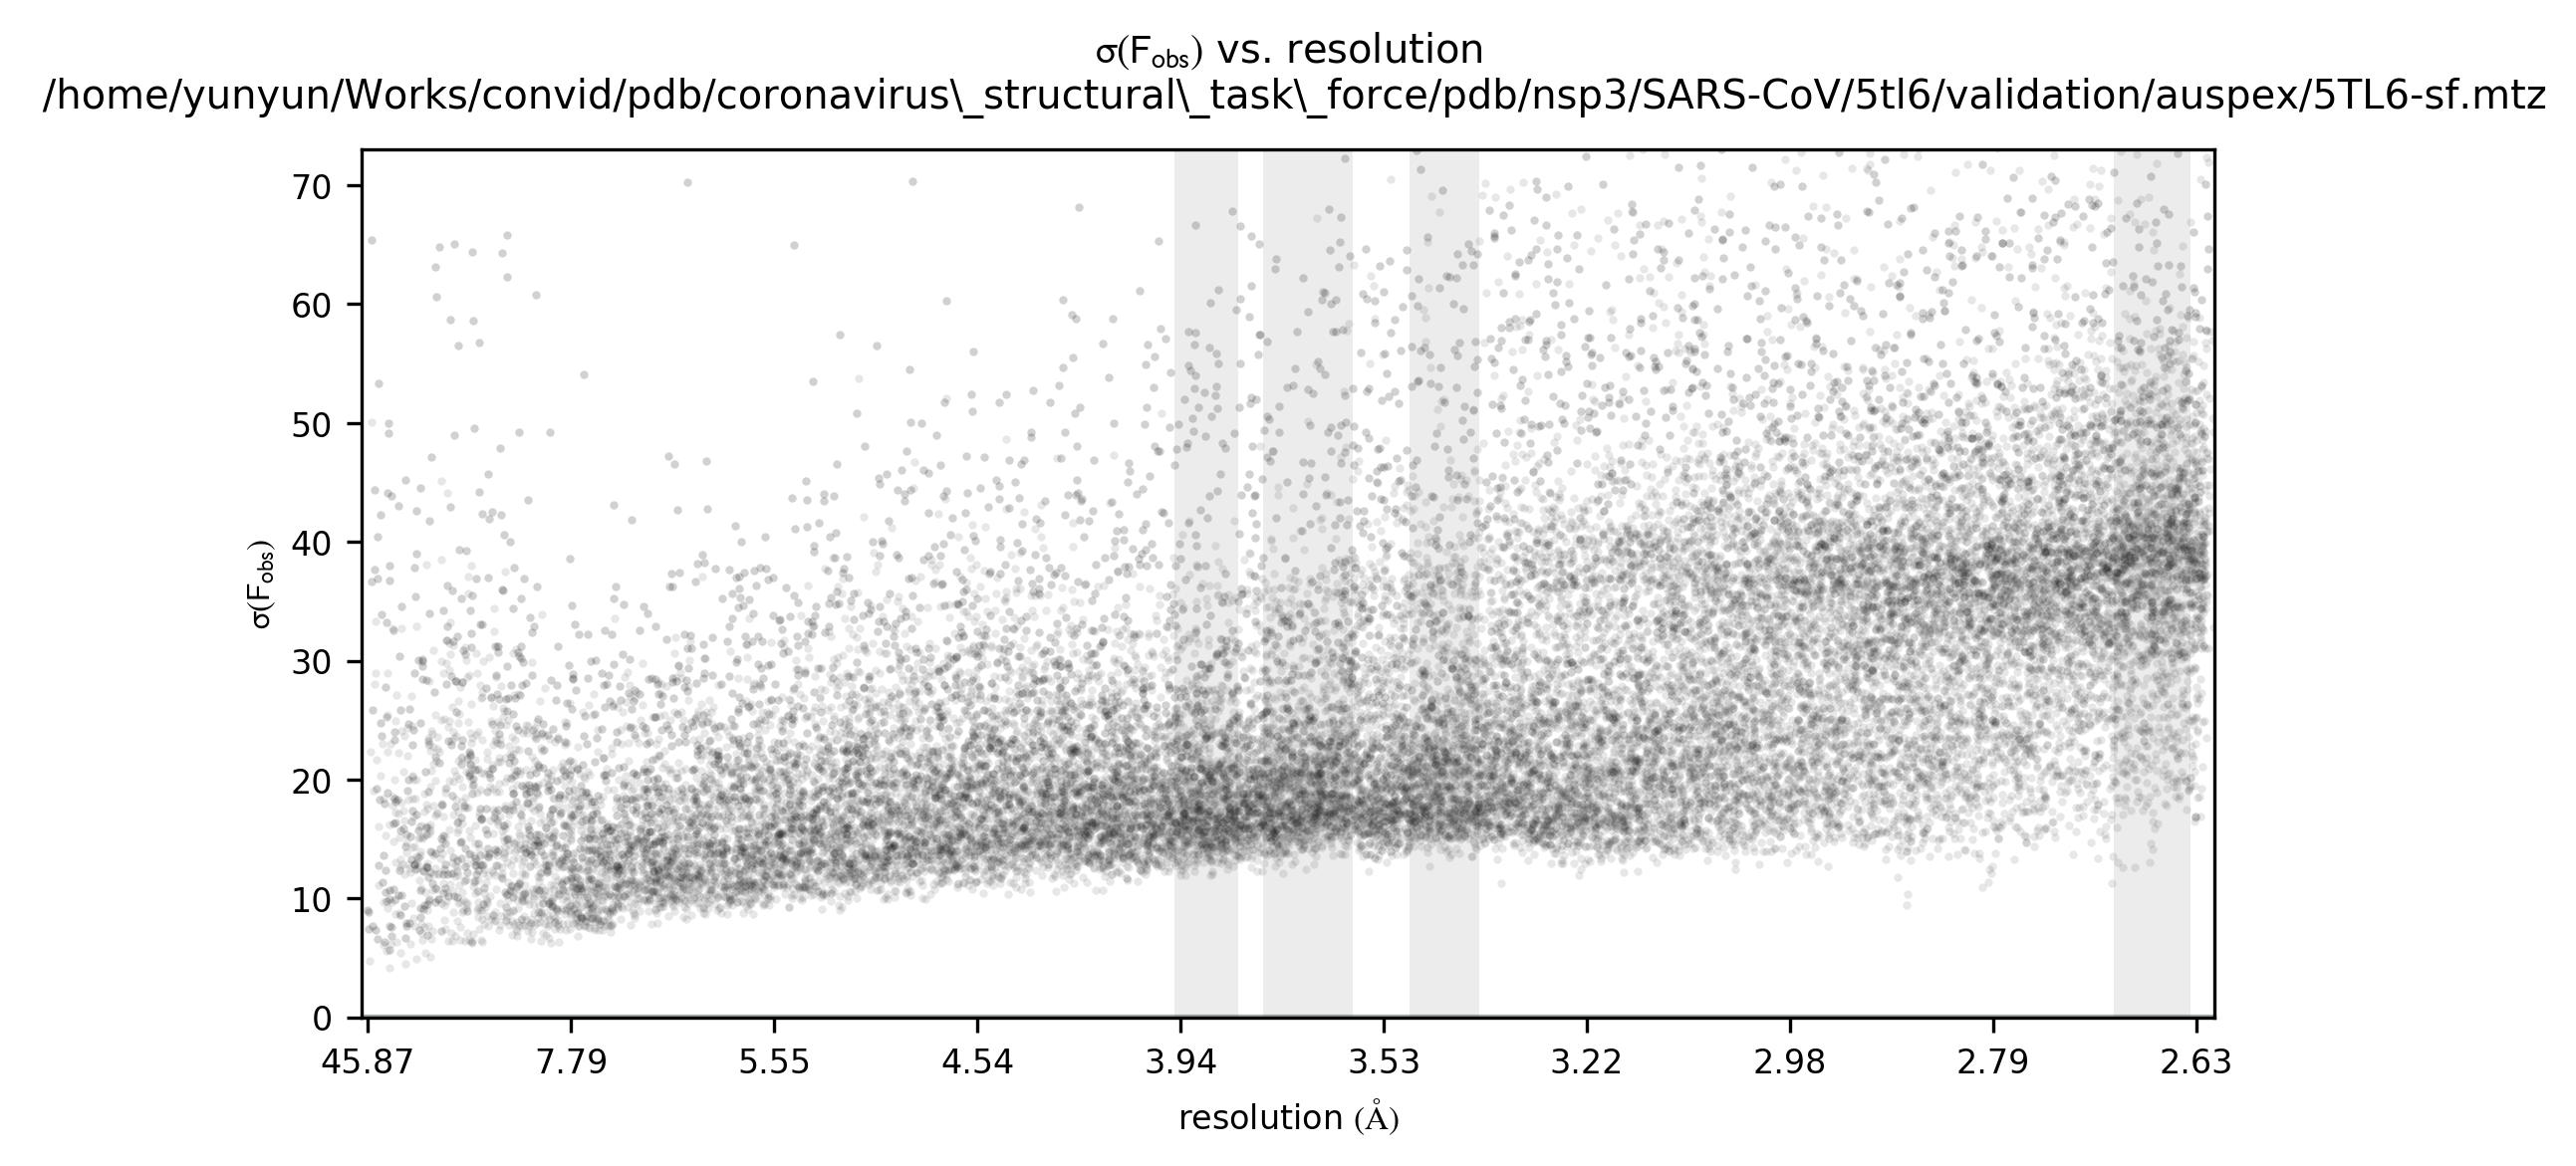 σ(Fobs) vs. resolution
/home/yunyun/Works/convid/pdb/coronavirus\_structural\_task\_force/pdb/nsp3/SARS-CoV/5tl6/validation/auspex/5TL6-sf.mtz
σ(Fobs)
70
60
50
40
30
20
10
0
45.87 7.79 5.55 4.54 3.94 3.53 3.22 2.98 2.79 2.63
resolution (Å)